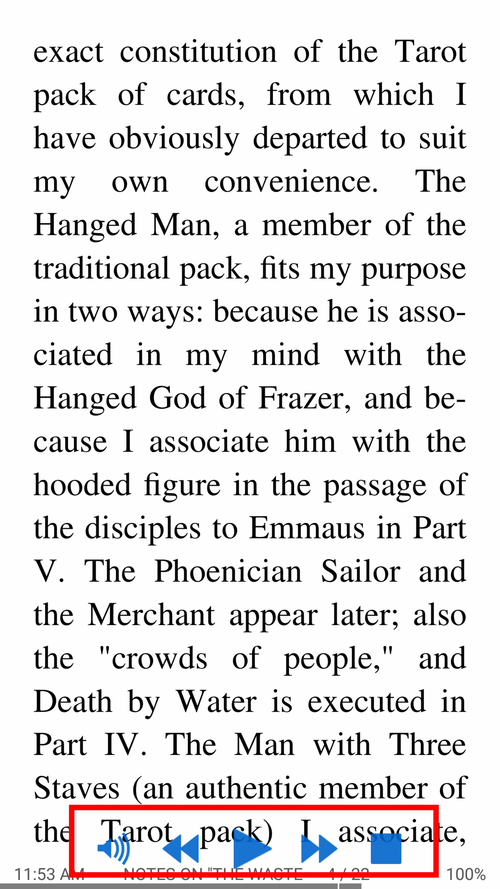 exact constitution of the Tarot
pack of cards, from which I
have obviously departed to suit
my own convenience. The
Hanged Man, a member of the
traditional pack, fits my purpose
in two ways: because he is asso-
ciated in my mind with the
Hanged God of Frazer, and be-
cause I associate him with the
hooded figure in the passage of
the disciples to Emmaus in Part
V. The Phoenician Sailor and
the Merchant appear later; also
the "crowds of people," and
Death by Water is executed in
Part IV. The Man with Three
Staves (an authentic member of
the Tarot pack) I associate,
11:53 AM NOTES ON "THE WASTE 4 / 22 100%